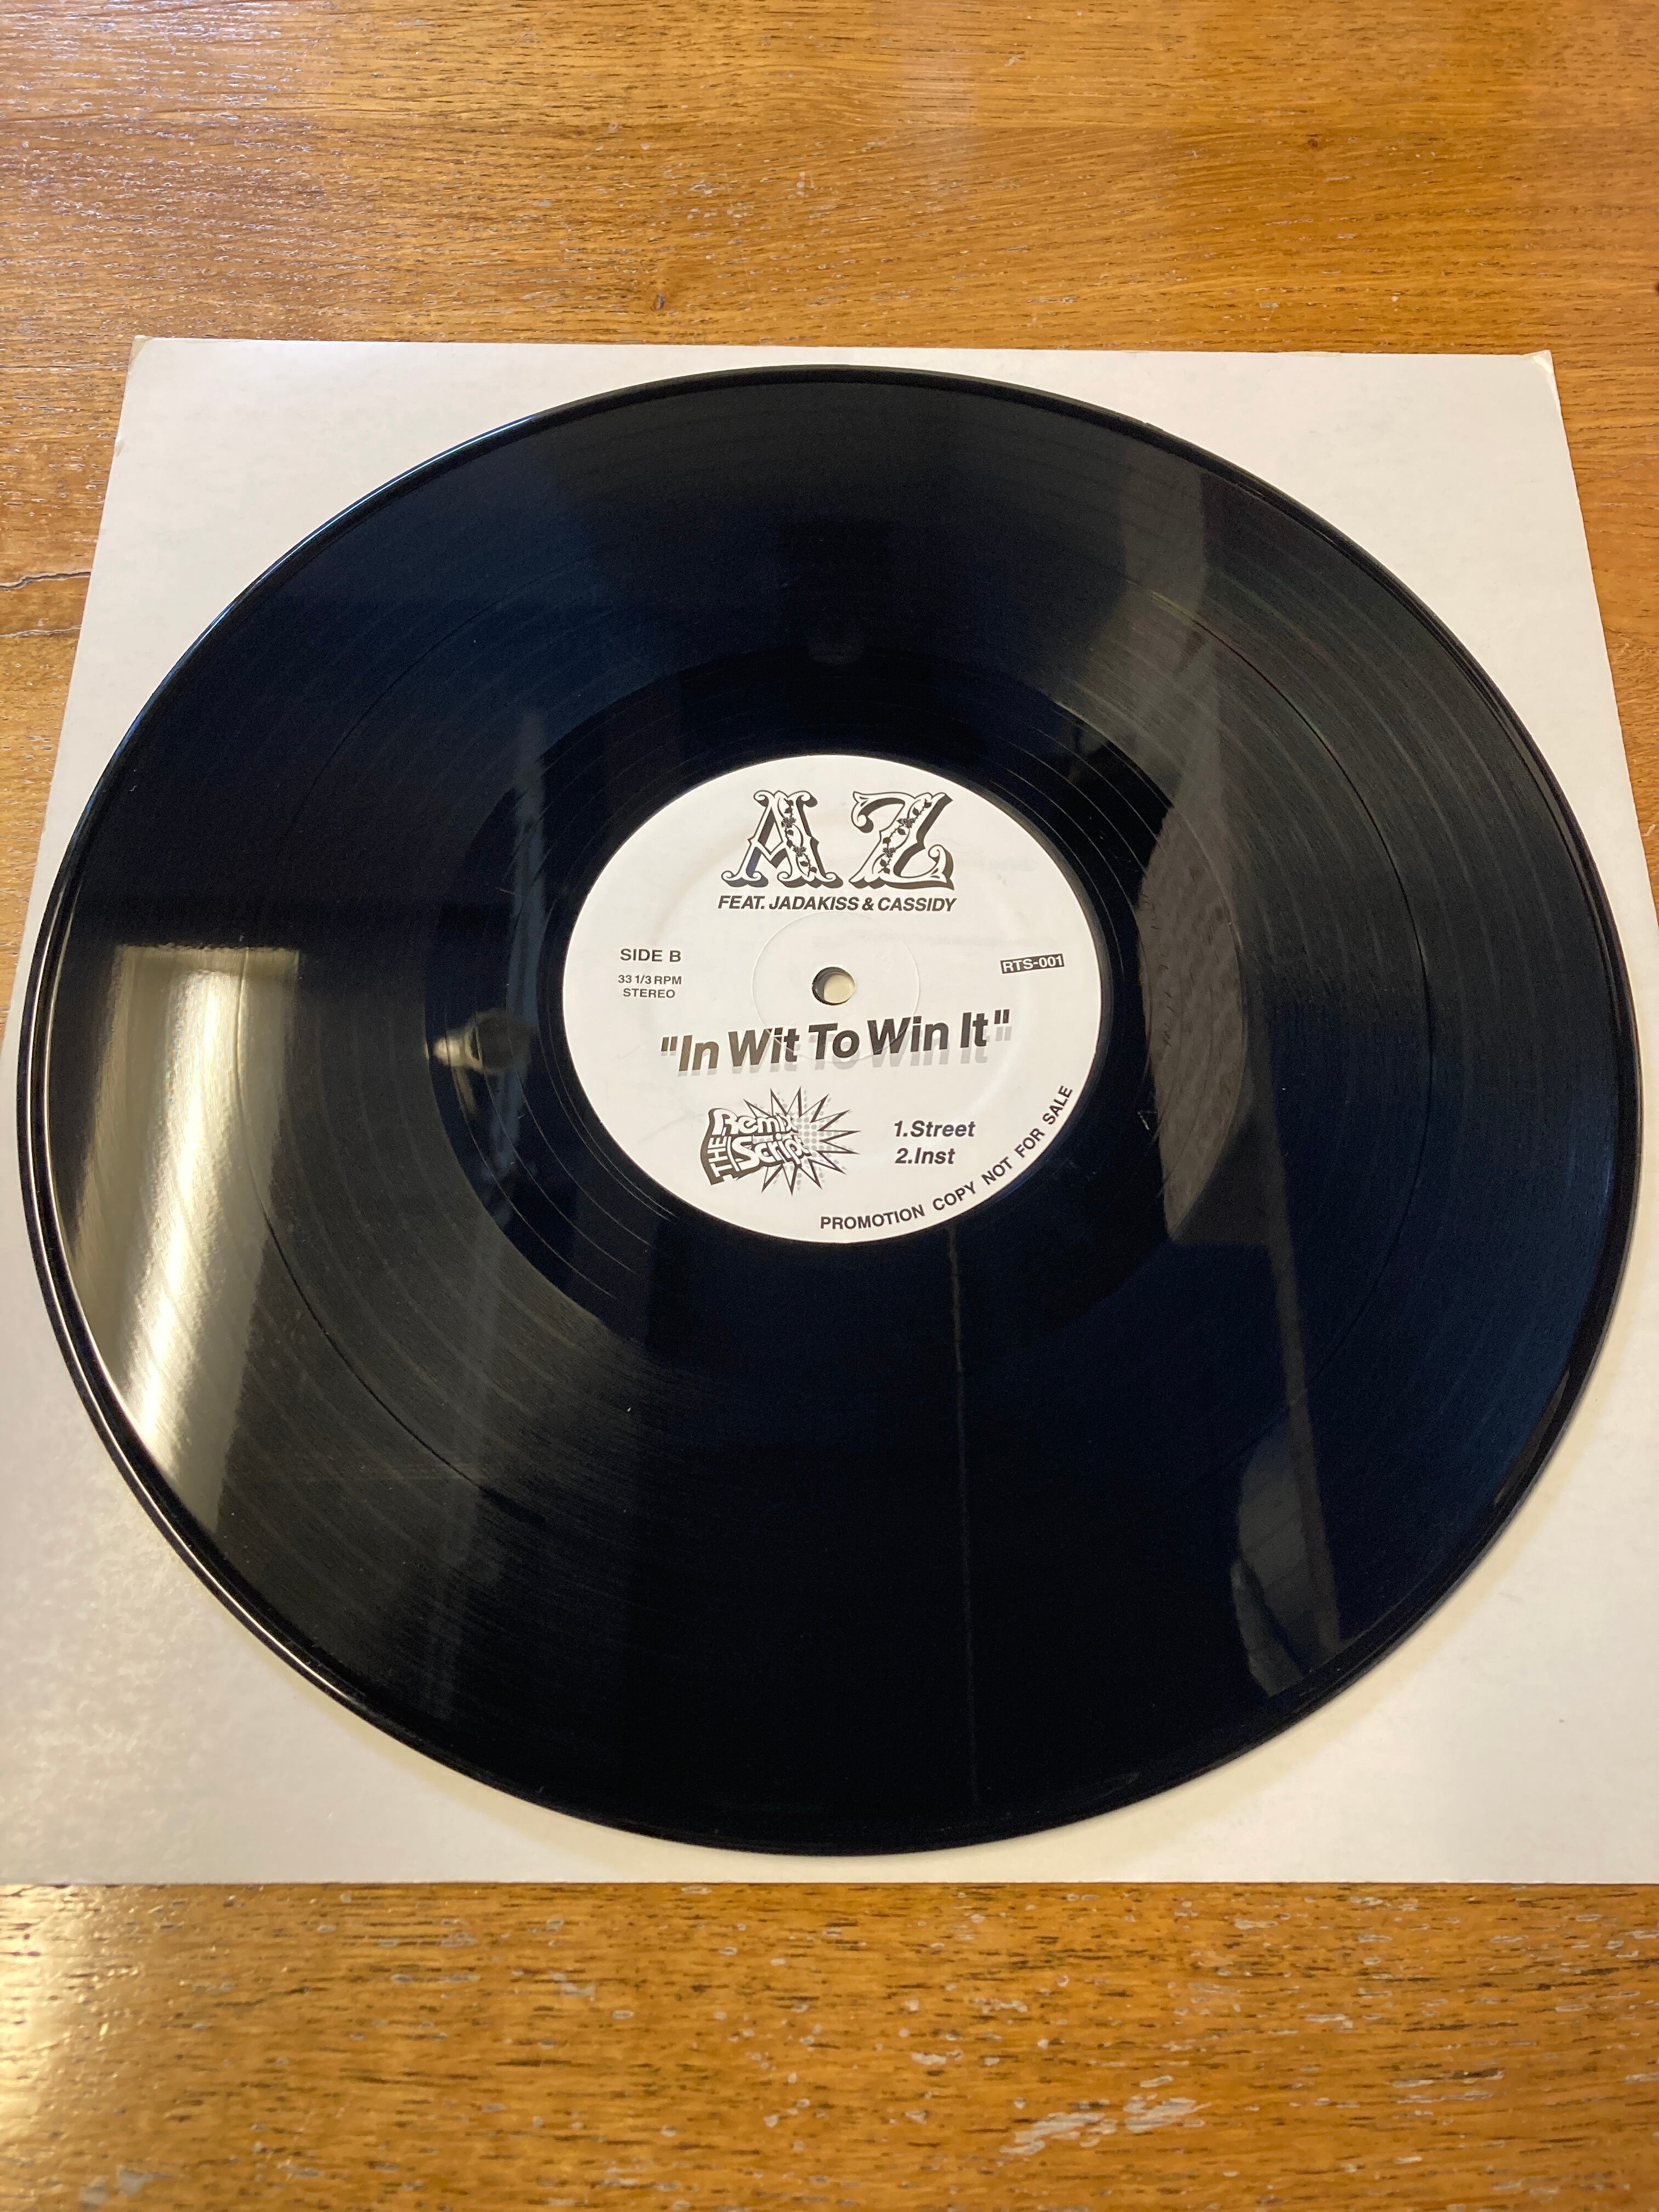 AZ
FEAT. JADAKISS & CASSIDY
SIDE B
33 1/3 RPM
STEREO
RTS-001
"In Wit To Win It"
THE Remix Script
1.Street
2.Inst
PROMOTION COPY NOT FOR SALE